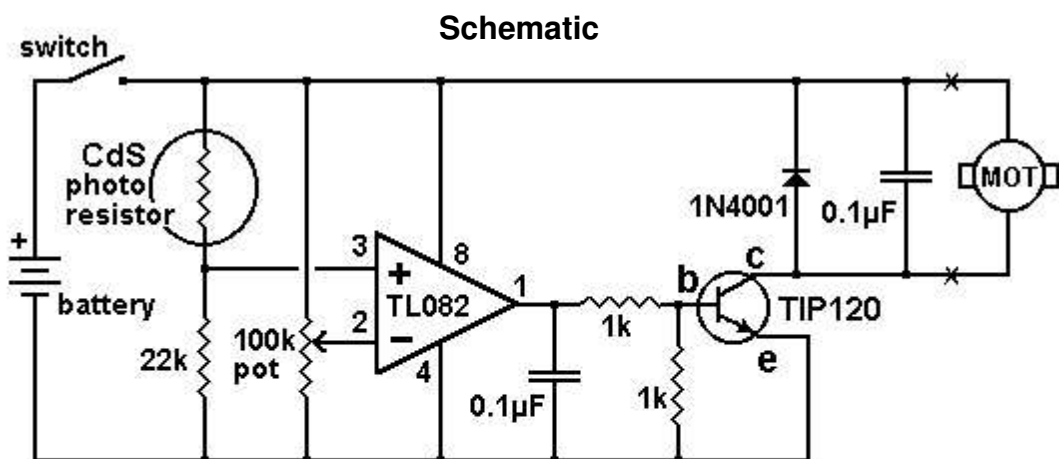 Schematic
switch
CdS
photo
resistor
+
battery
22k
100k
pot
3
+
8
TL082
2
−
4
1
1k
0.1µF
1k
b
c
e
TIP120
1N4001
0.1µF
MOT